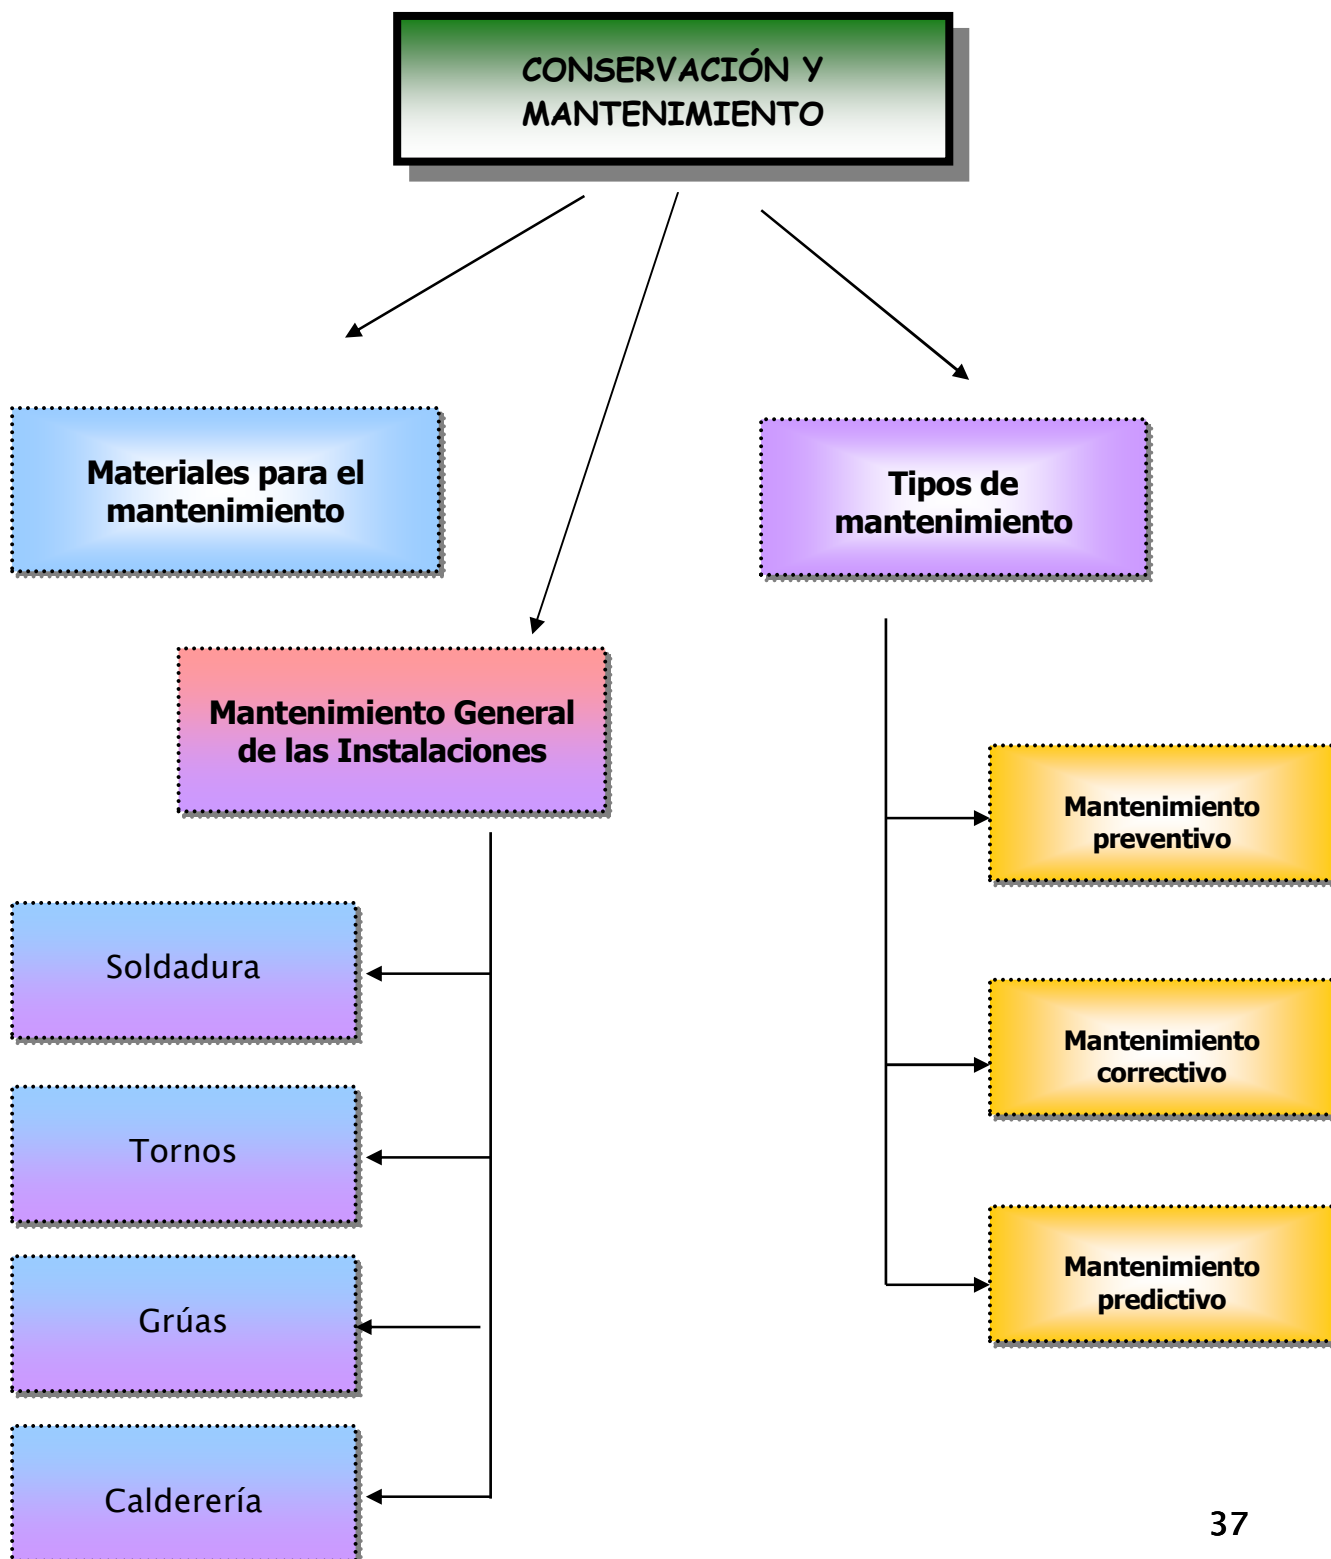 CONSERVACIÓN Y
MANTENIMIENTO
Materiales para el
mantenimiento
Tipos de
mantenimiento
Mantenimiento General
de las Instalaciones
Mantenimiento
preventivo
Soldadura
Mantenimiento
correctivo
Tornos
Mantenimiento
predictivo
Grúas
Calderería
37